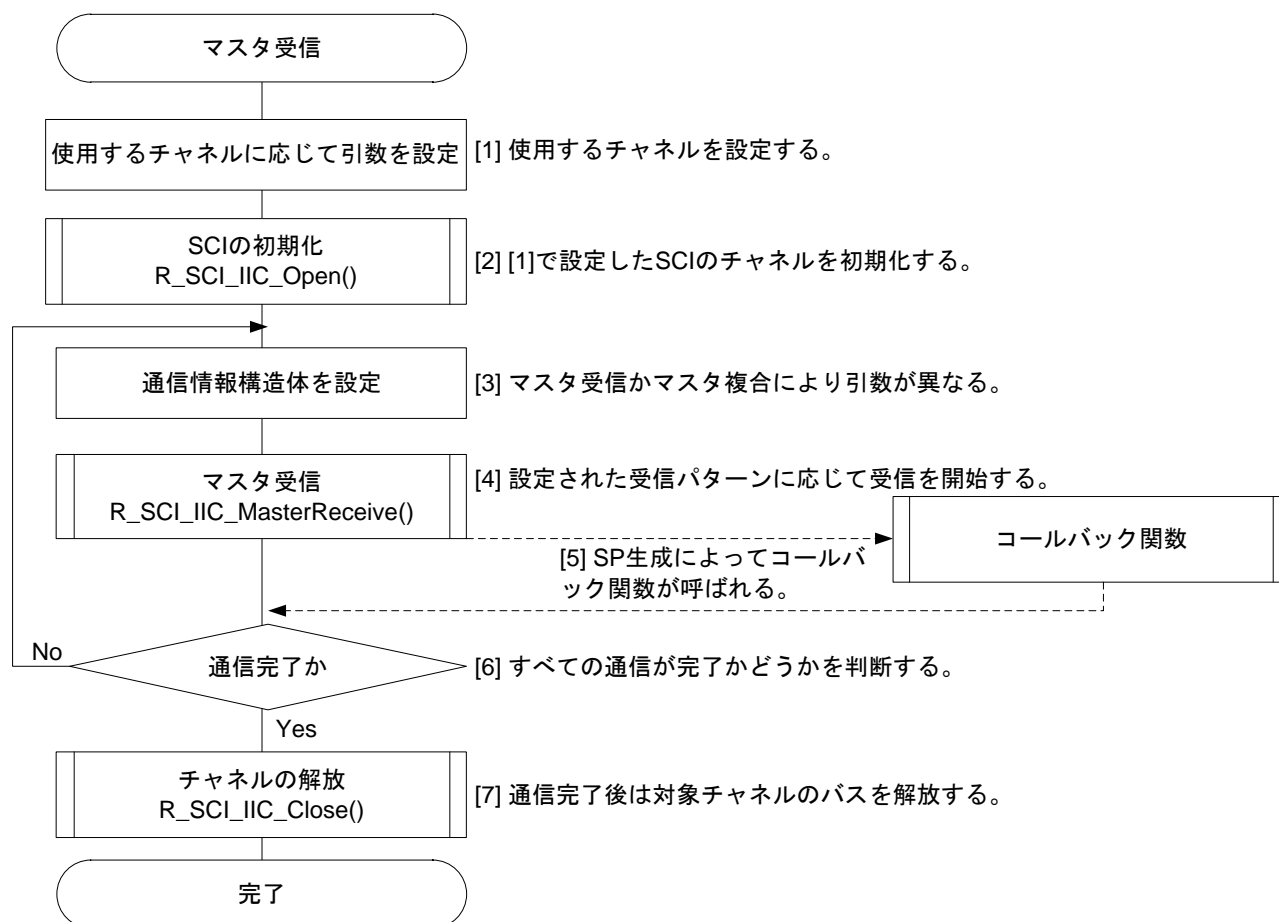 マスタ受信
使用するチャネルに応じて引数を設定
[1] 使用するチャネルを設定する。
SCIの初期化
R_SCI_IIC_Open()
[2] [1]で設定したSCIのチャネルを初期化する。
通信情報構造体を設定
[3] マスタ受信かマスタ複合により引数が異なる。
マスタ受信
R_SCI_IIC_MasterReceive()
[4] 設定された受信パターンに応じて受信を開始する。
コールバック関数
[5] SP生成によってコールバ
ック関数が呼ばれる。
No
通信完了か
[6] すべての通信が完了かどうかを判断する。
Yes
チャネルの解放
R_SCI_IIC_Close()
[7] 通信完了後は対象チャネルのバスを解放する。
完了